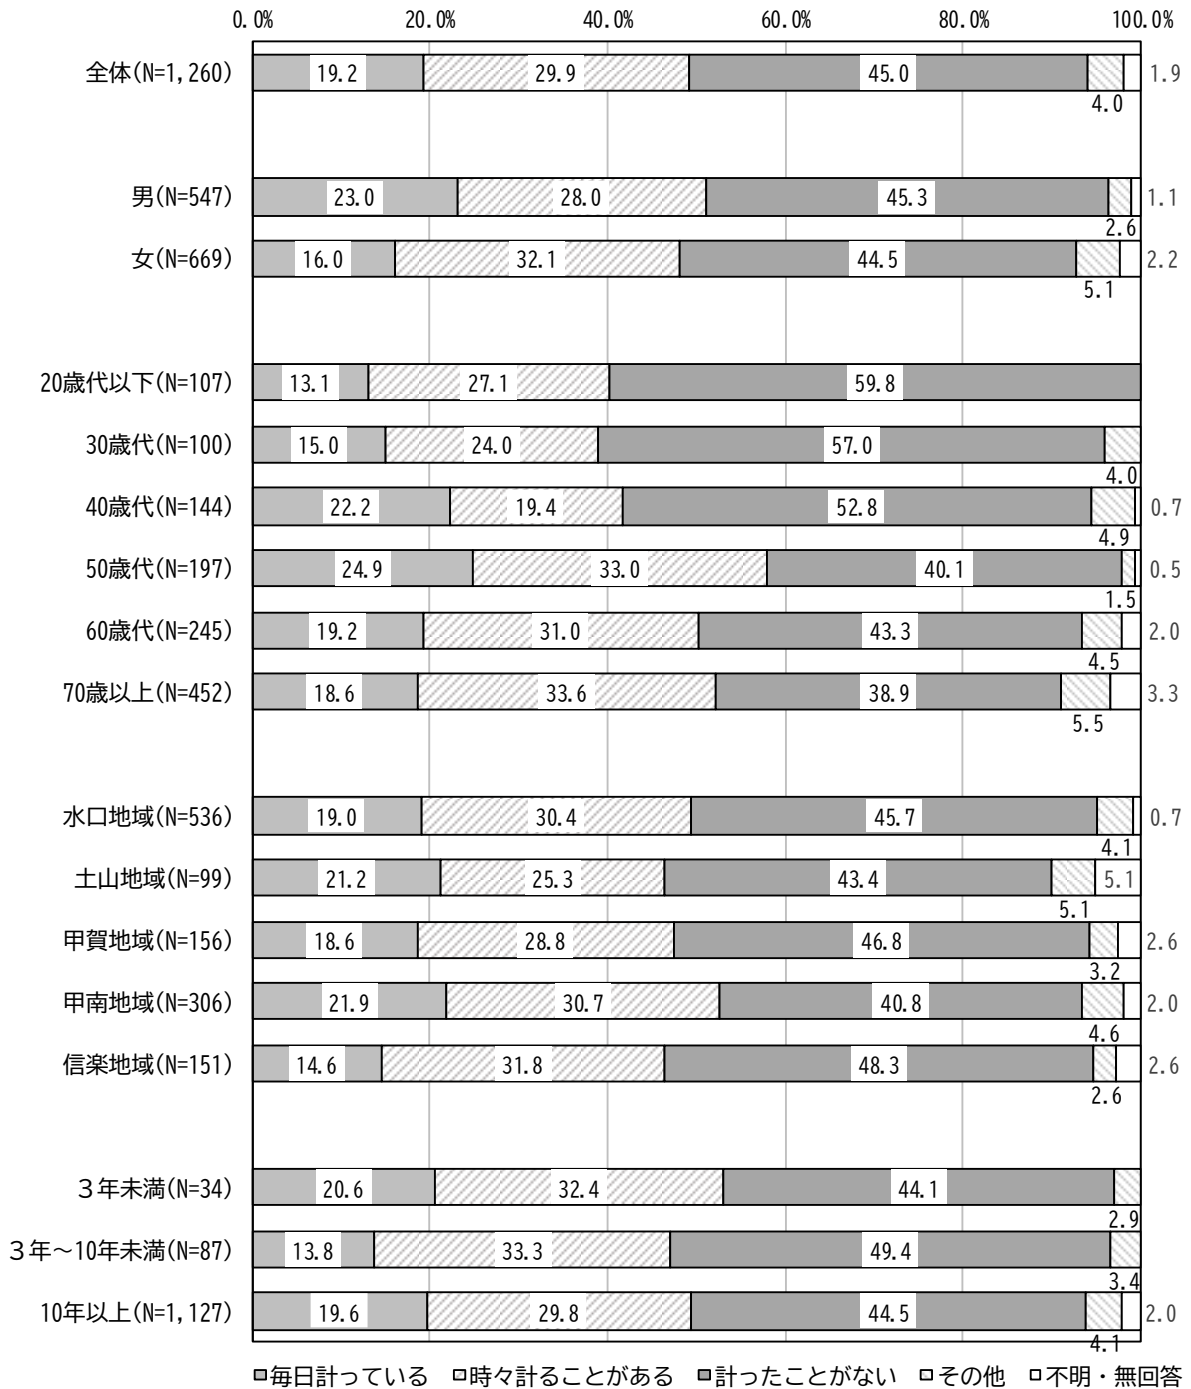 0.0% 20.0% 40.0% 60.0% 80.0% 100.0%
全体(N=1,260) 19.2 29.9 45.0 1.9
4.0
男(N=547) 23.0 28.0 45.3 1.1
2.6
女(N=669) 16.0 32.1 44.5 2.2
5.1
20歳代以下(N=107) 13.1 27.1 59.8
30歳代(N=100) 15.0 24.0 57.0
4.0
40歳代(N=144) 22.2 19.4 52.8 0.7
4.9
50歳代(N=197) 24.9 33.0 40.1 0.5
1.5
60歳代(N=245) 19.2 31.0 43.3 2.0
4.5
70歳以上(N=452) 18.6 33.6 38.9 3.3
5.5
水口地域(N=536) 19.0 30.4 45.7 0.7
4.1
土山地域(N=99) 21.2 25.3 43.4 5.1
5.1
甲賀地域(N=156) 18.6 28.8 46.8 2.6
3.2
甲南地域(N=306) 21.9 30.7 40.8 2.0
4.6
信楽地域(N=151) 14.6 31.8 48.3 2.6
2.6
３年未満(N=34) 20.6 32.4 44.1
2.9
３年～10年未満(N=87) 13.8 33.3 49.4
3.4
10年以上(N=1,127) 19.6 29.8 44.5 2.0
4.1
毎日計っている 時々計ることがある 計ったことがない その他 不明・無回答